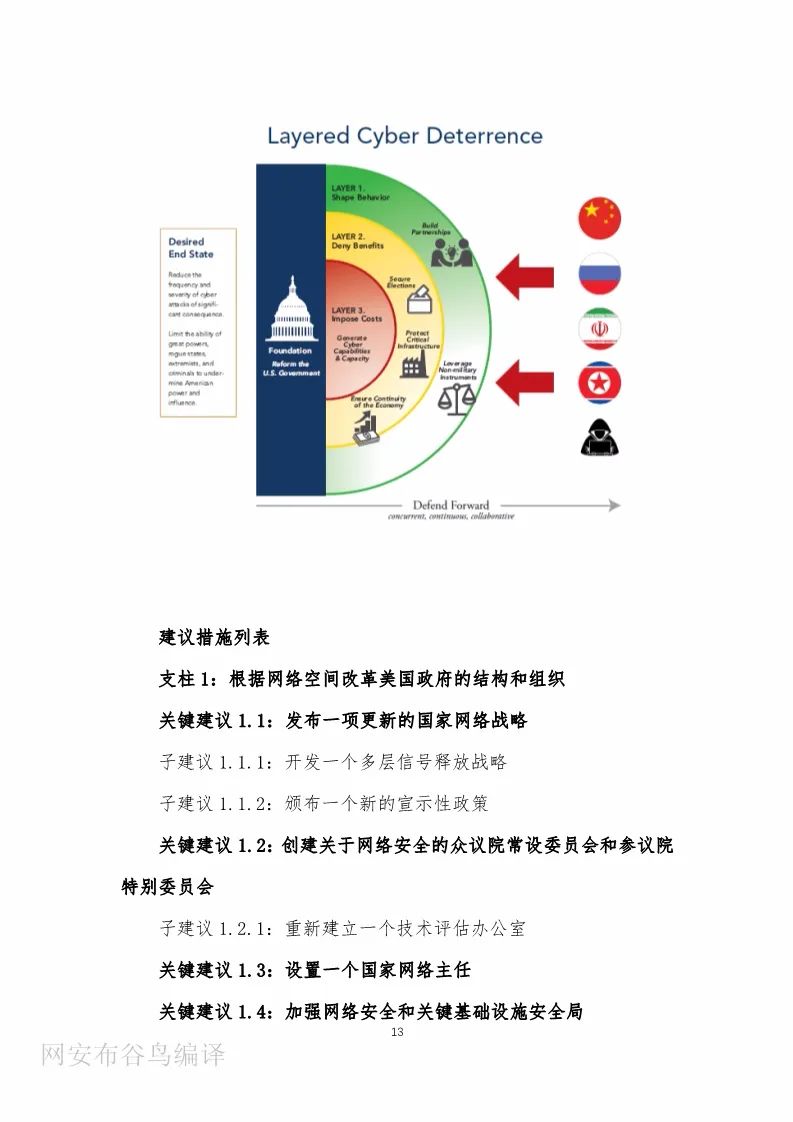 Layered Cyber Deterrence
Desired
End State
Reduce the
frequency and
severity of cyber
attacks of signifi-
cant consequence.
Limit the ability of
great powers,
rogue states,
extremists, and
criminals to under-
mine American
power and
influence.
Foundation
Reform the
U.S. Government
LAYER 1.
Shape Behavior
LAYER 2.
Deny Benefits
LAYER 3.
Impose Costs
Generate
Cyber
Capabilities
& Capacity
Build
Partnerships
Secure
Elections
Protect
Critical
Infrastructure
Leverage
Non-military
Instruments
Ensure Continuity
of the Economy
Defend Forward
concurrent, continuous, collaborative
建议措施列表
支柱 1：根据网络空间改革美国政府的结构和组织
关键建议 1.1：发布一项更新的国家网络战略
子建议 1.1.1：开发一个多层信号释放战略
子建议 1.1.2：颁布一个新的宣示性政策
关键建议 1.2：创建关于网络安全的众议院常设委员会和参议院
特别委员会
子建议 1.2.1：重新建立一个技术评估办公室
关键建议 1.3：设置一个国家网络主任
关键建议 1.4：加强网络安全和关键基础设施安全局
13
网安布谷鸟编译